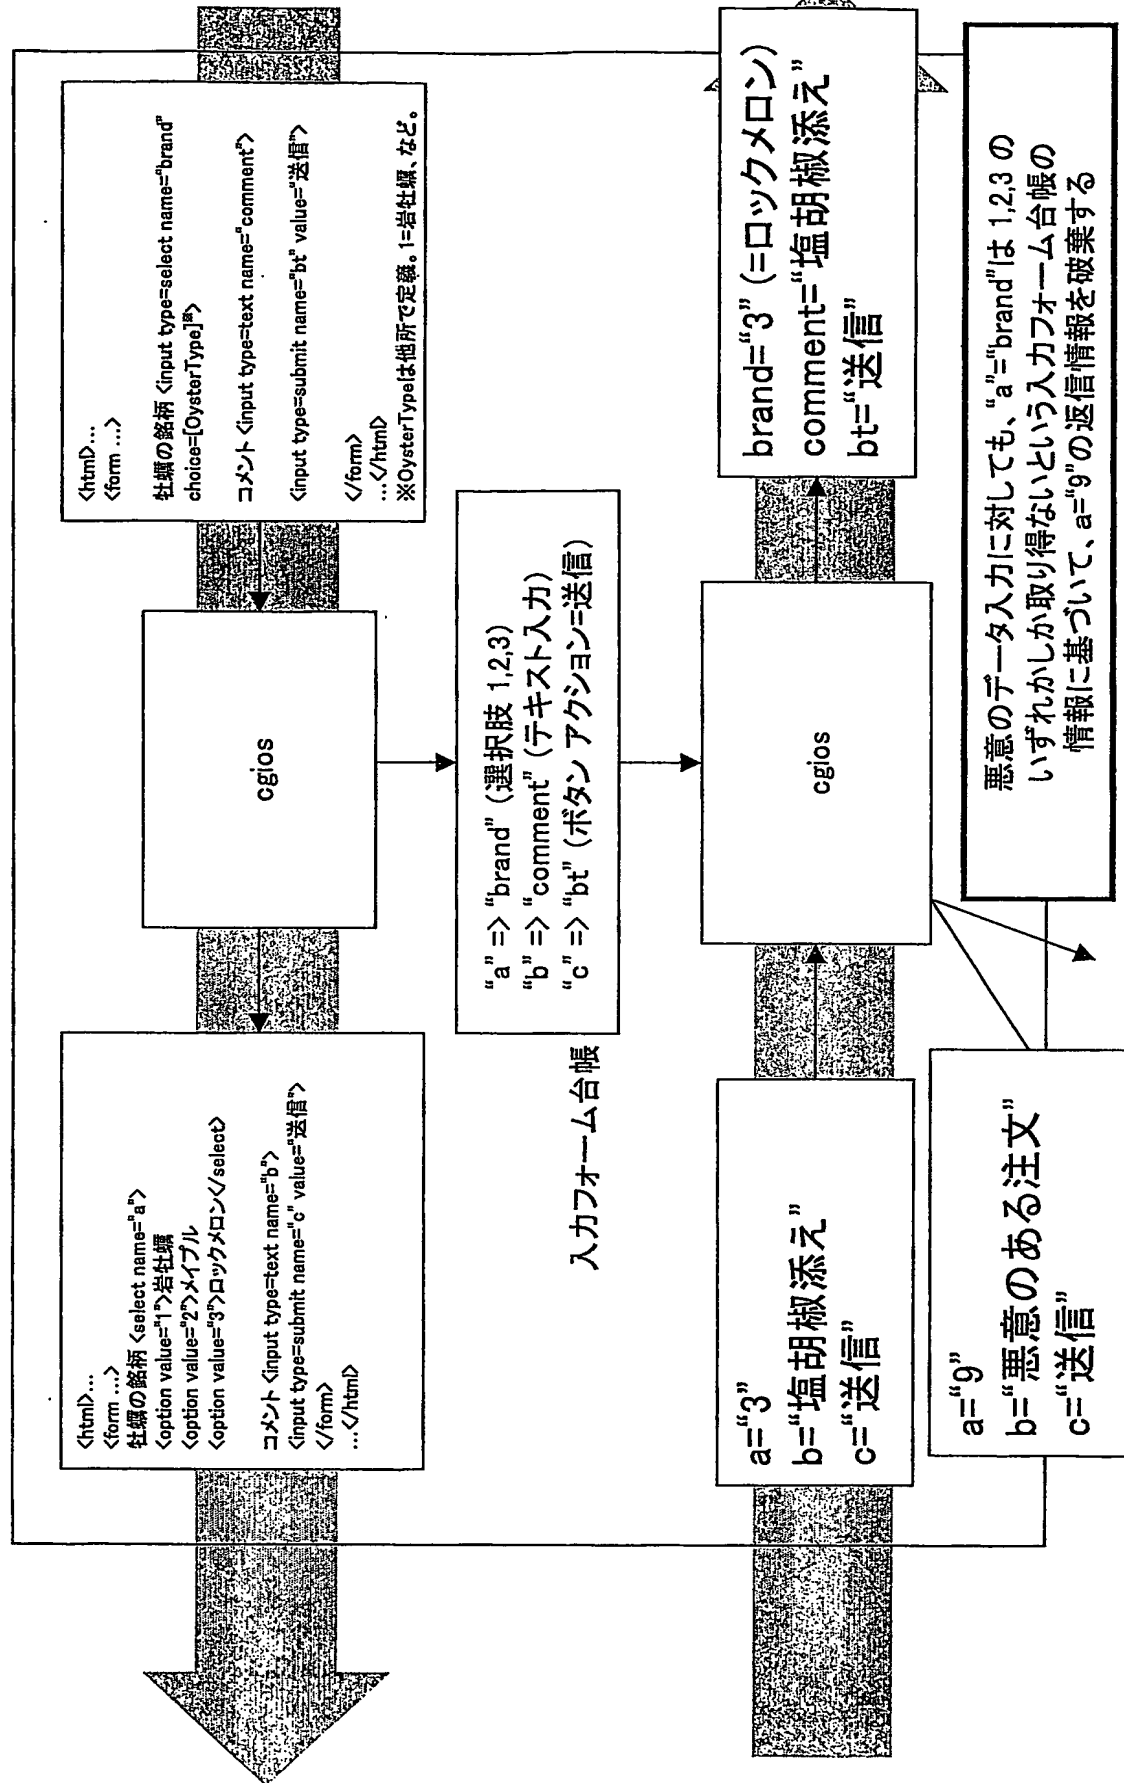 <html>...
<form ...>
牡蠣の銘柄 <select name="a">
<option value="1">岩牡蠣
<option value="2">メイプル
<option value="3">ロックメロン</select>
コメント <input type=text name="b">
<input type=submit name="c" value="送信">
</form>
...</html>
cgios
<html>...
<form ...>
牡蠣の銘柄 <input type=select name="brand"
choice=[OysterType]※>
コメント <input type=text name="comment">
<input type=submit name="bt" value="送信">
</form>
...</html>
※OysterTypeは他所で定義。1=岩牡蠣、など。
入力フォーム台帳
"a" => "brand" (選択肢 1,2,3)
"b" => "comment" (テキスト入力)
"c" => "bt" (ボタン アクション=送信)
a="3"
b="塩胡椒添え"
c="送信"
cgios
brand="3" (=ロックメロン)
comment="塩胡椒添え"
bt="送信"
a="9"
b="悪意のある注文"
c="送信"
悪意のデータ入力に対しても、"a"="brand"は 1,2,3 の
いずれかしか取り得ないという入力フォーム台帳の
情報に基づいて、a="9"の返信情報を破棄する